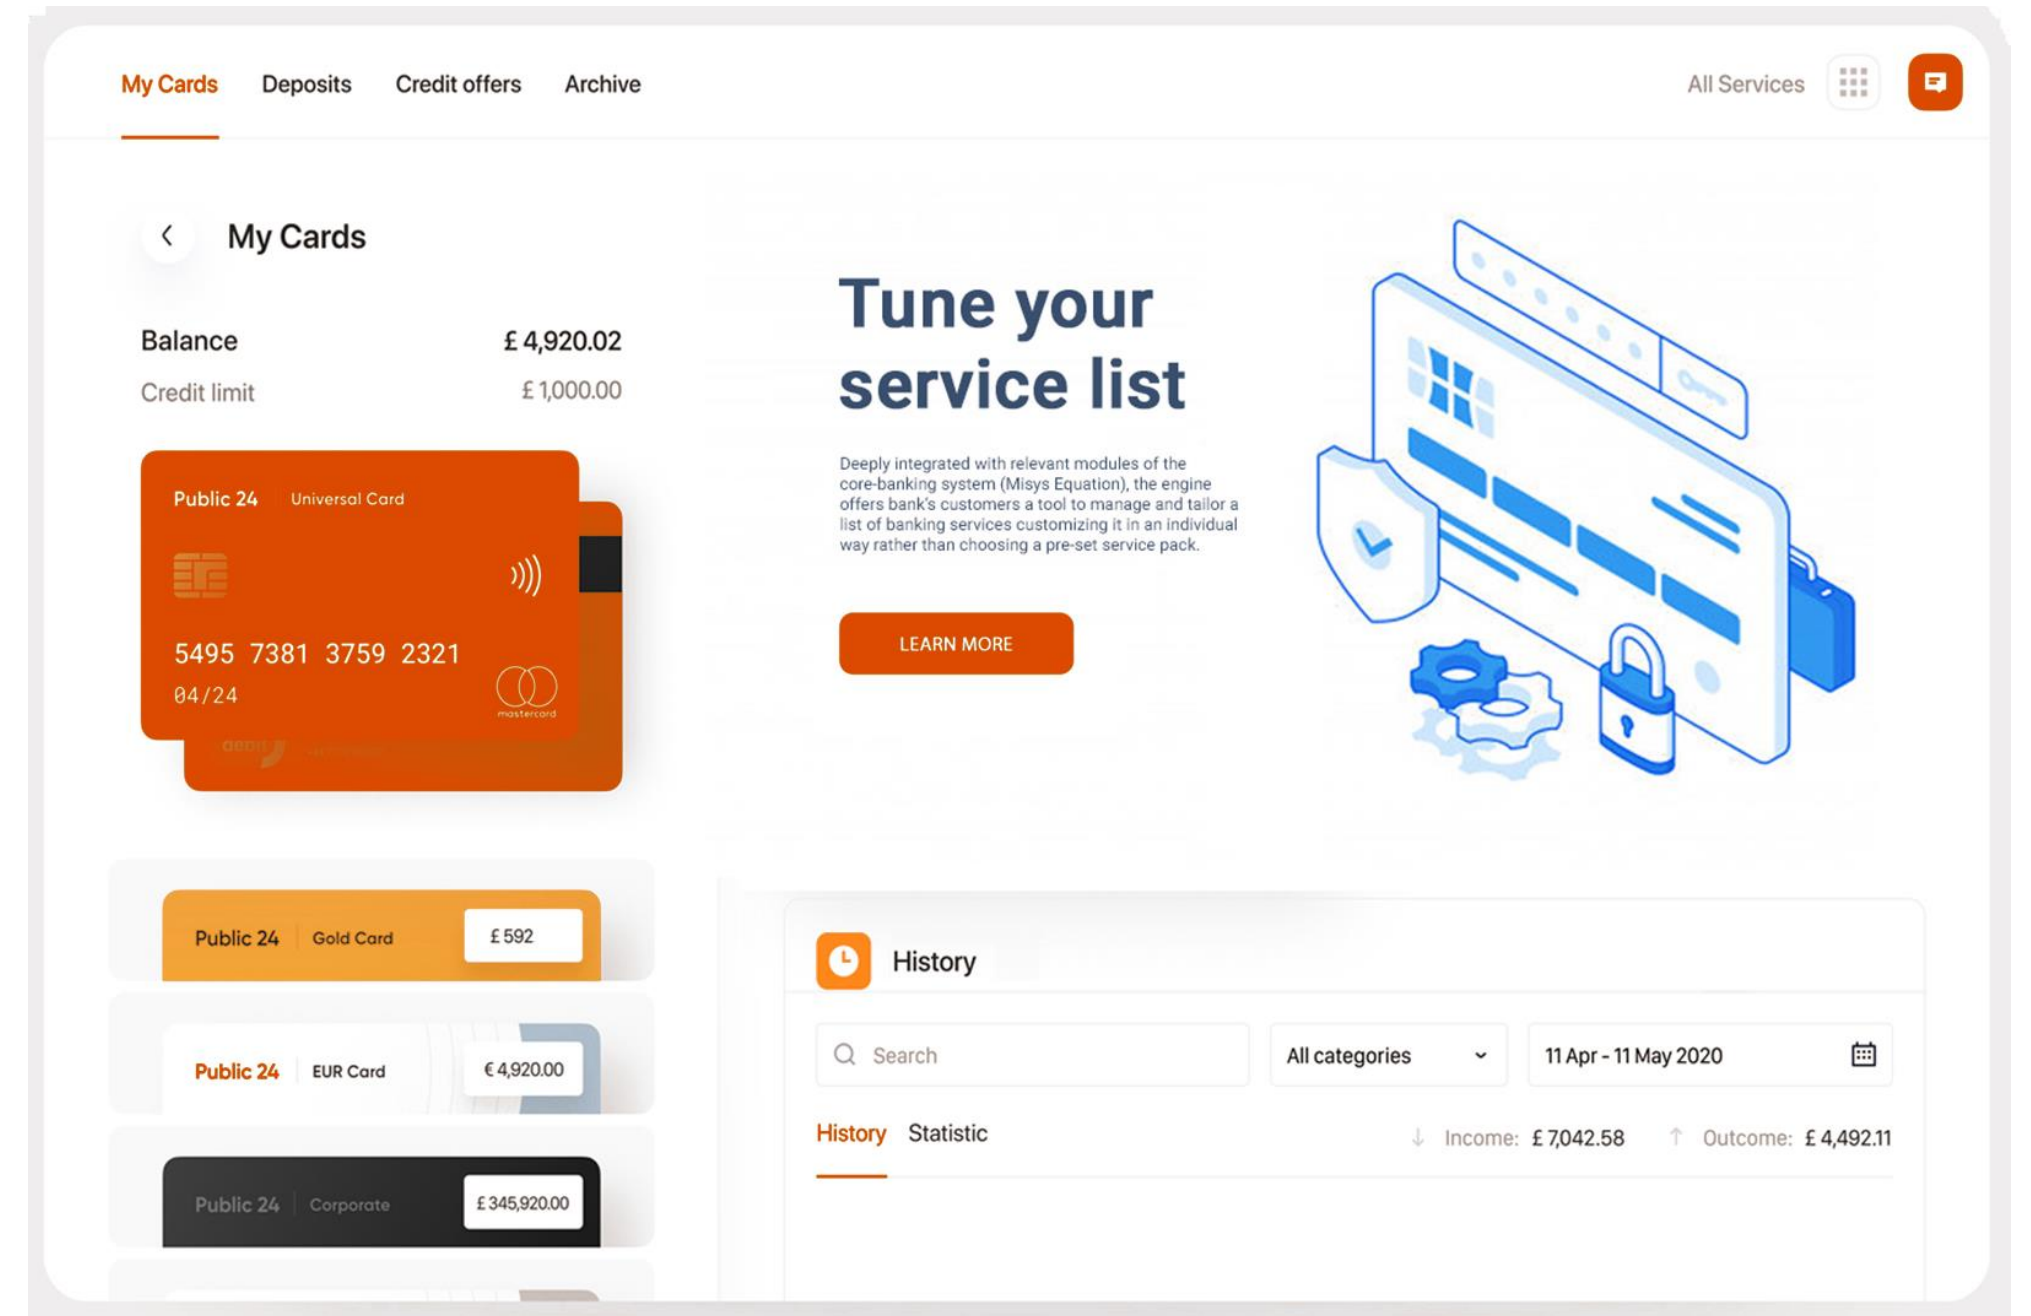 My Cards Deposits Credit offers Archive All Services
My Cards
Balance £ 4,920.02
Credit limit £ 1,000.00
Public 24 Universal Card
5495 7381 3759 2321
04/24
mastercard
debit
Public 24 Gold Card £ 592
Public 24 EUR Card € 4,920.00
Public 24 Corporate £ 345,920.00
Tune your
service list
Deeply integrated with relevant modules of the
core-banking system (Misys Equation), the engine
offers bank's customers a tool to manage and tailor a
list of banking services customizing it in an individual
way rather than choosing a pre-set service pack.
LEARN MORE
History
Search All categories 11 Apr - 11 May 2020
History Statistic ↓ Income: £ 7,042.58 ↑ Outcome: £ 4,492.11